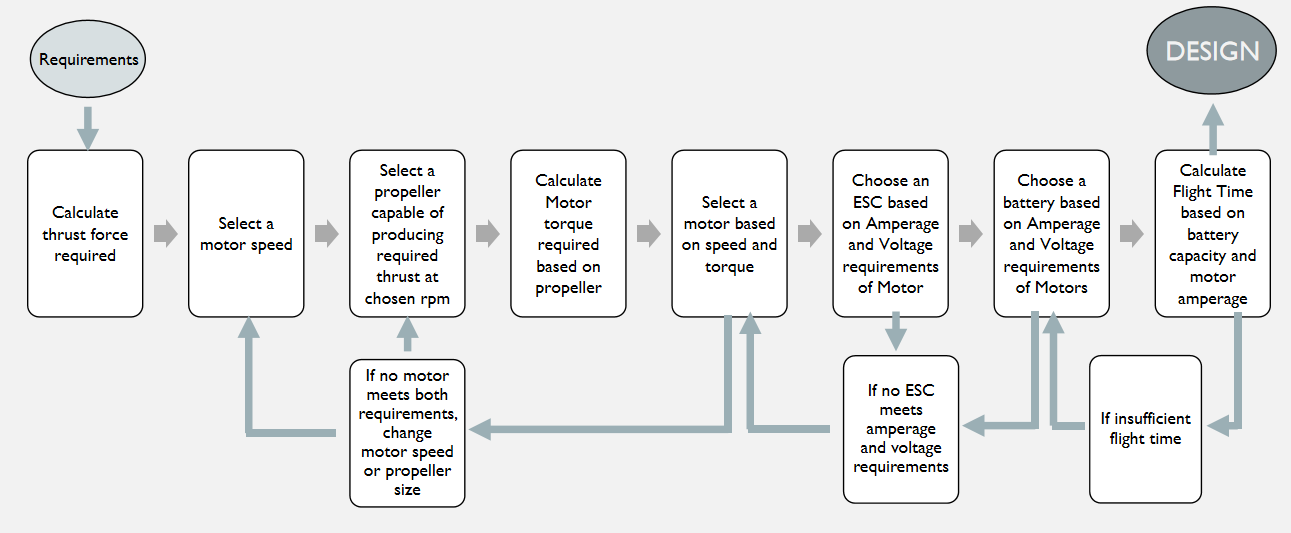 Requirements
DESIGN
Calculate
thrust force
required
Select a
motor speed
Select a
propeller
capable of
producing
required
thrust at
chosen rpm
Calculate
Motor
torque
required
based on
propeller
Select a
motor based
on speed and
torque
Choose an
ESC based
on Amperage
and Voltage
requirements
of Motor
Choose a
battery based
on Amperage
and Voltage
requirements
of Motors
Calculate
Flight Time
based on
battery
capacity and
motor
amperage
If no motor
meets both
requirements,
change
motor speed
or propeller
size
If no ESC
meets
amperage
and voltage
requirements
If insufficient
flight time